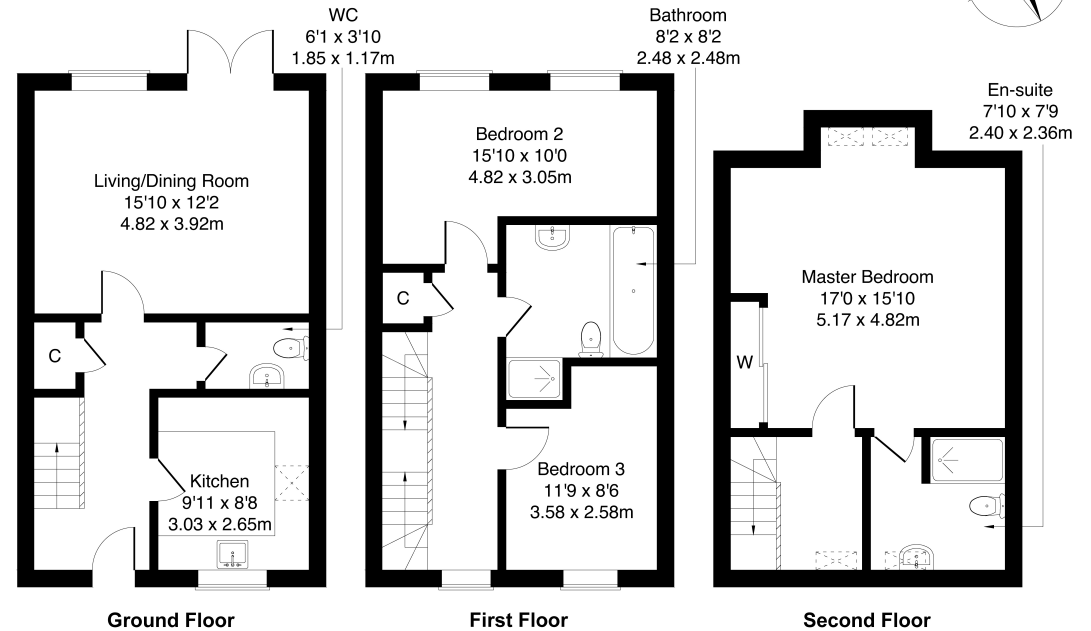 WC
6'1 x 3'10
1.85 x 1.17m
Bathroom
8'2 x 8'2
2.48 x 2.48m
En-suite
7'10 x 7'9
2.40 x 2.36m
Living/Dining Room
15'10 x 12'2
4.82 x 3.92m
C
Kitchen
9'11 x 8'8
3.03 x 2.65m
Bedroom 2
15'10 x 10'0
4.82 x 3.05m
C
Bedroom 3
11'9 x 8'6
3.58 x 2.58m
Master Bedroom
17'0 x 15'10
5.17 x 4.82m
W
Ground Floor
First Floor
Second Floor